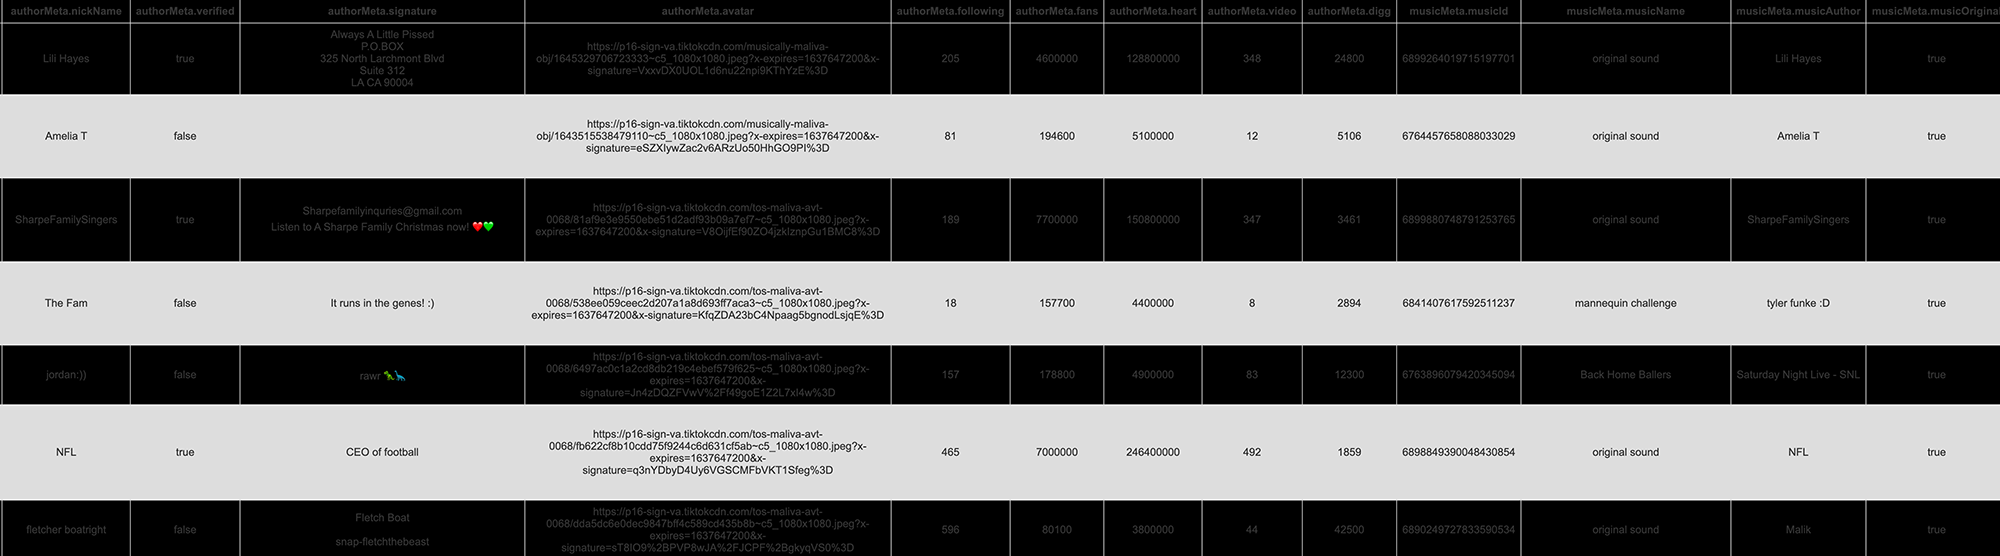 authorMeta.nickName authorMeta.verified authorMeta.signature authorMeta.avatar authorMeta.following authorMeta.fans authorMeta.heart authorMeta.video authorMeta.digg musicMeta.musicId musicMeta.musicName musicMeta.musicAuthor musicMeta.musicOriginal
Lili Hayes
true
Always A Little Pissed
P.O.BOX
325 North Larchmont Blvd
Suite 312
LA CA 90004
https://p16-sign-va.tiktokcdn.com/musically-maliva-
obj/1645329706723333~c5_1080x1080.jpeg?x-expires=1637647200&x-
signature=VxxvDX0UOL1d6nu22npi9KThYzE%3D
205 4600000 128800000 348 24800 6899264019715197701 original sound Lili Hayes true
Amelia T
false
https://p16-sign-va.tiktokcdn.com/musically-maliva-
obj/1643515538479110~c5_1080x1080.jpeg?x-expires=1637647200&x-
signature=eSZXIywZac2v6ARzUo50HhGO9PI%3D
81 194600 5100000 12 5106 6764457658088033029 original sound Amelia T true
SharpeFamilySingers
true
Sharpefamilyinquries@gmail.com
Listen to A Sharpe Family Christmas now! ❤️💚
https://p16-sign-va.tiktokcdn.com/tos-maliva-avt-
0068/81af9e3e9550ebe51d2adf93b09a7ef7~c5_1080x1080.jpeg?x-
expires=1637647200&x-signature=V8OijfEf90ZO4jzkIznpGu1BMC8%3D
189 7700000 150800000 347 3461 6899880748791253765 original sound SharpeFamilySingers true
The Fam
false
It runs in the genes! :)
https://p16-sign-va.tiktokcdn.com/tos-maliva-avt-
0068/538ee059ceec2d207a1a8d693ff7aca3~c5_1080x1080.jpeg?x-
expires=1637647200&x-signature=KfqZDA23bC4Npaag5bgnodLsjqE%3D
18 157700 4400000 8 2894 6841407617592511237 mannequin challenge tyler funke :D true
jordan:))
false
rawr 🦖🦕
https://p16-sign-va.tiktokcdn.com/tos-maliva-avt-
0068/6497ac0c1a2cd8db219c4ebef579f625~c5_1080x1080.jpeg?x-
expires=1637647200&x-
signature=Jn4zDQZFVwV%2Ff49goE1Z2L7xI4w%3D
157 178800 4900000 83 12300 6763896079420345094 Back Home Ballers Saturday Night Live - SNL true
NFL
true
CEO of football
https://p16-sign-va.tiktokcdn.com/tos-maliva-avt-
0068/fb622cf8b10cdd75f9244c6d631cf5ab~c5_1080x1080.jpeg?x-
expires=1637647200&x-
signature=q3nYDbyD4Uy6VGSCMFbVKT1Sfeg%3D
465 7000000 246400000 492 1859 6898849390048430854 original sound NFL true
fletcher boatright
false
Fletch Boat
snap-fletchthebeast
https://p16-sign-va.tiktokcdn.com/tos-maliva-avt-
0068/dda5dc6e0dec9847bff4c589cd435b8b~c5_1080x1080.jpeg?x-
expires=1637647200&x-
signature=sT8IO9%2BPVP8wJA%2FJCPF%2BgkyqVS0%3D
596 80100 3800000 44 42500 6890249727833590534 original sound Malik true